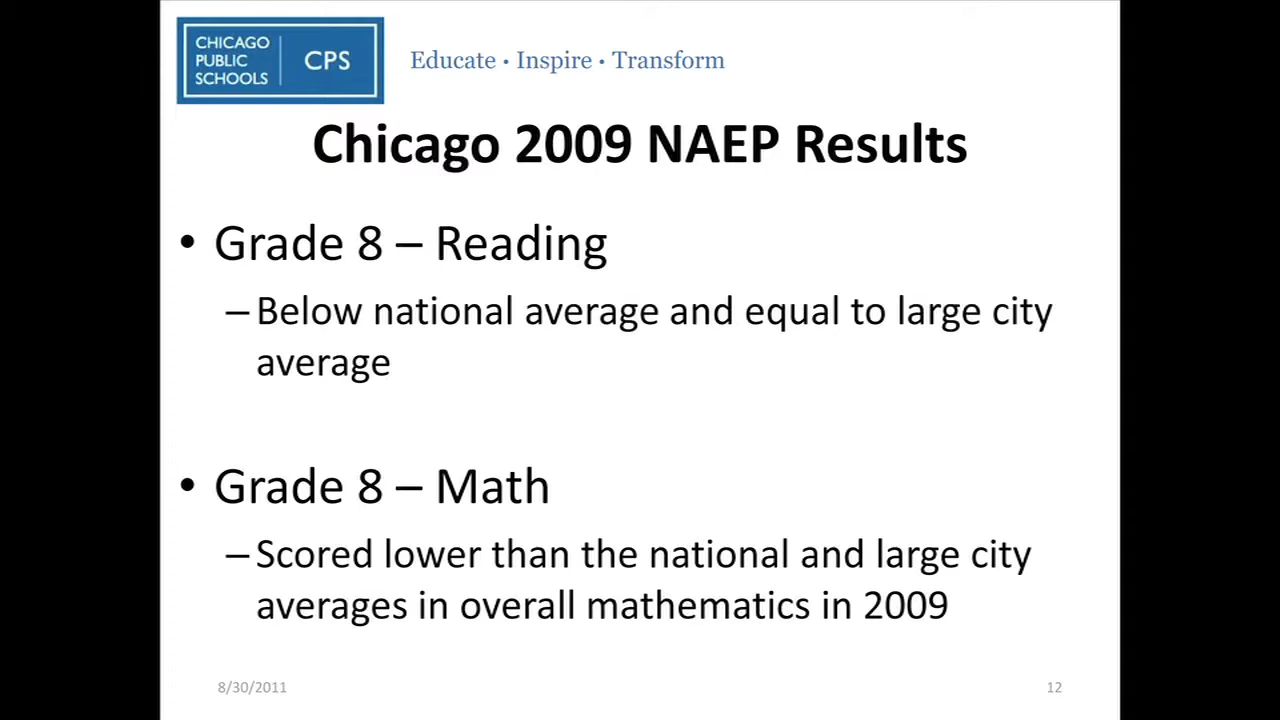 CHICAGO
PUBLIC
SCHOOLS
CPS
Educate • Inspire • Transform
Chicago 2009 NAEP Results
• Grade 8 – Reading
– Below national average and equal to large city
average
• Grade 8 – Math
– Scored lower than the national and large city
averages in overall mathematics in 2009
8/30/2011
12